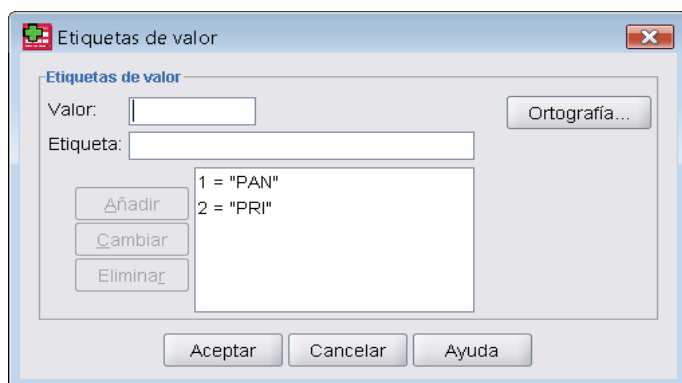 Etiquetas de valor
Etiquetas de valor
Valor:
Ortografía...
Etiqueta:
Añadir
Cambiar
Eliminar
1 = "PAN"
2 = "PRI"
Aceptar
Cancelar
Ayuda